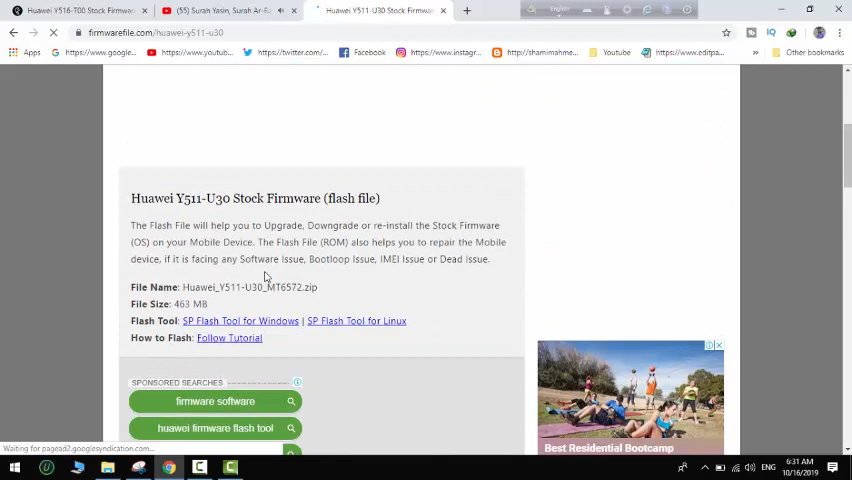 Huawei Y516-T00 Stock Firmware
(55) Surah Yasin, Surah Ar-Ra
Huawei Y511-U30 Stock Firmware
English
firmwarefile.com/huawei-y511-u30
Apps
https://www.google...
https://www.youtu...
https://twitter.com/...
Facebook
https://www.instagr...
http://shamimahme...
Youtube
https://www.editpa...
Other bookmarks
Huawei Y511-U30 Stock Firmware (flash file)
The Flash File will help you to Upgrade, Downgrade or re-install the Stock Firmware
(OS) on your Mobile Device. The Flash File (ROM) also helps you to repair the Mobile
device, if it is facing any Software Issue, Bootloop Issue, IMEI Issue or Dead Issue.
File Name: Huawei_Y511-U30_MT6572.zip
File Size: 463 MB
Flash Tool: SP Flash Tool for Windows | SP Flash Tool for Linux
How to Flash: Follow Tutorial
SPONSORED SEARCHES
firmware software
huawei firmware flash tool
Best Residential Bootcamp
Waiting for pagead2.googlesyndication.com...
ENG
6:31 AM
10/16/2019